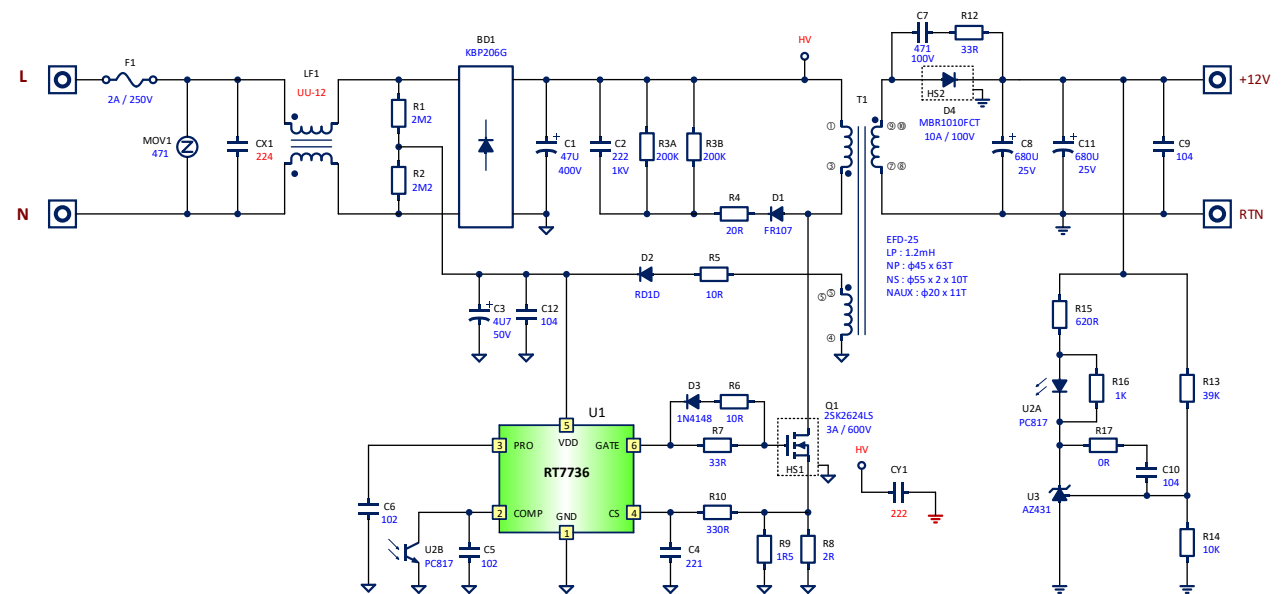 L
F1
2A / 250V
MOV1
471
CX1
224
LF1
UU-12
N
R1
2M2
R2
2M2
BD1
KBP206G
C1
47U
400V
C2
222
1KV
R3A
200K
R3B
200K
HV
R4
20R
D1
FR107
T1
①
③
⑨⑩
⑦⑧
C7
471
100V
R12
33R
HS2
D4
MBR1010FCT
10A / 100V
C8
680U
25V
C11
680U
25V
C9
104
+12V
RTN
EFD-25
LP : 1.2mH
NP : ɸ45 x 63T
NS : ɸ55 x 2 x 10T
NAUX : ɸ20 x 11T
D2
RD1D
R5
10R
④
C3
4U7
50V
C12
104
U1
5
VDD
3
PRO
GATE
6
RT7736
2
COMP
GND
CS
4
1
D3
1N4148
R6
10R
R7
33R
Q1
2SK2624LS
3A / 600V
HS1
HV
CY1
222
R10
330R
C4
221
R9
1R5
R8
2R
C6
102
U2B
PC817
C5
102
R15
620R
U2A
PC817
R16
1K
R13
39K
R17
0R
C10
104
U3
AZ431
R14
10K